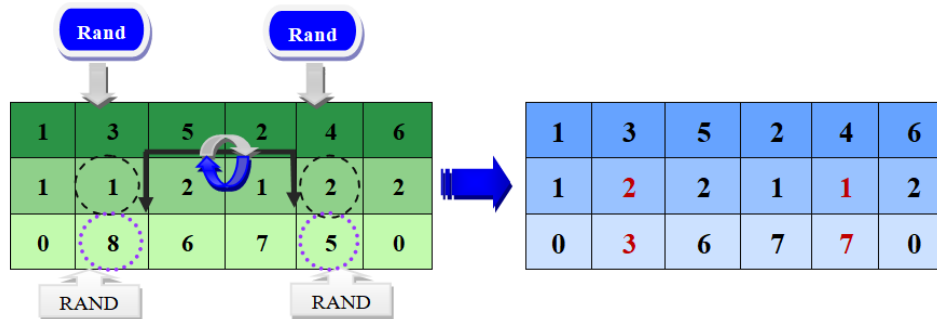 Rand Rand
1 3 5 2 4 6
1 1 2 1 2 2
0 8 6 7 5 0
RAND RAND
1 3 5 2 4 6
1 2 2 1 1 2
0 3 6 7 7 0